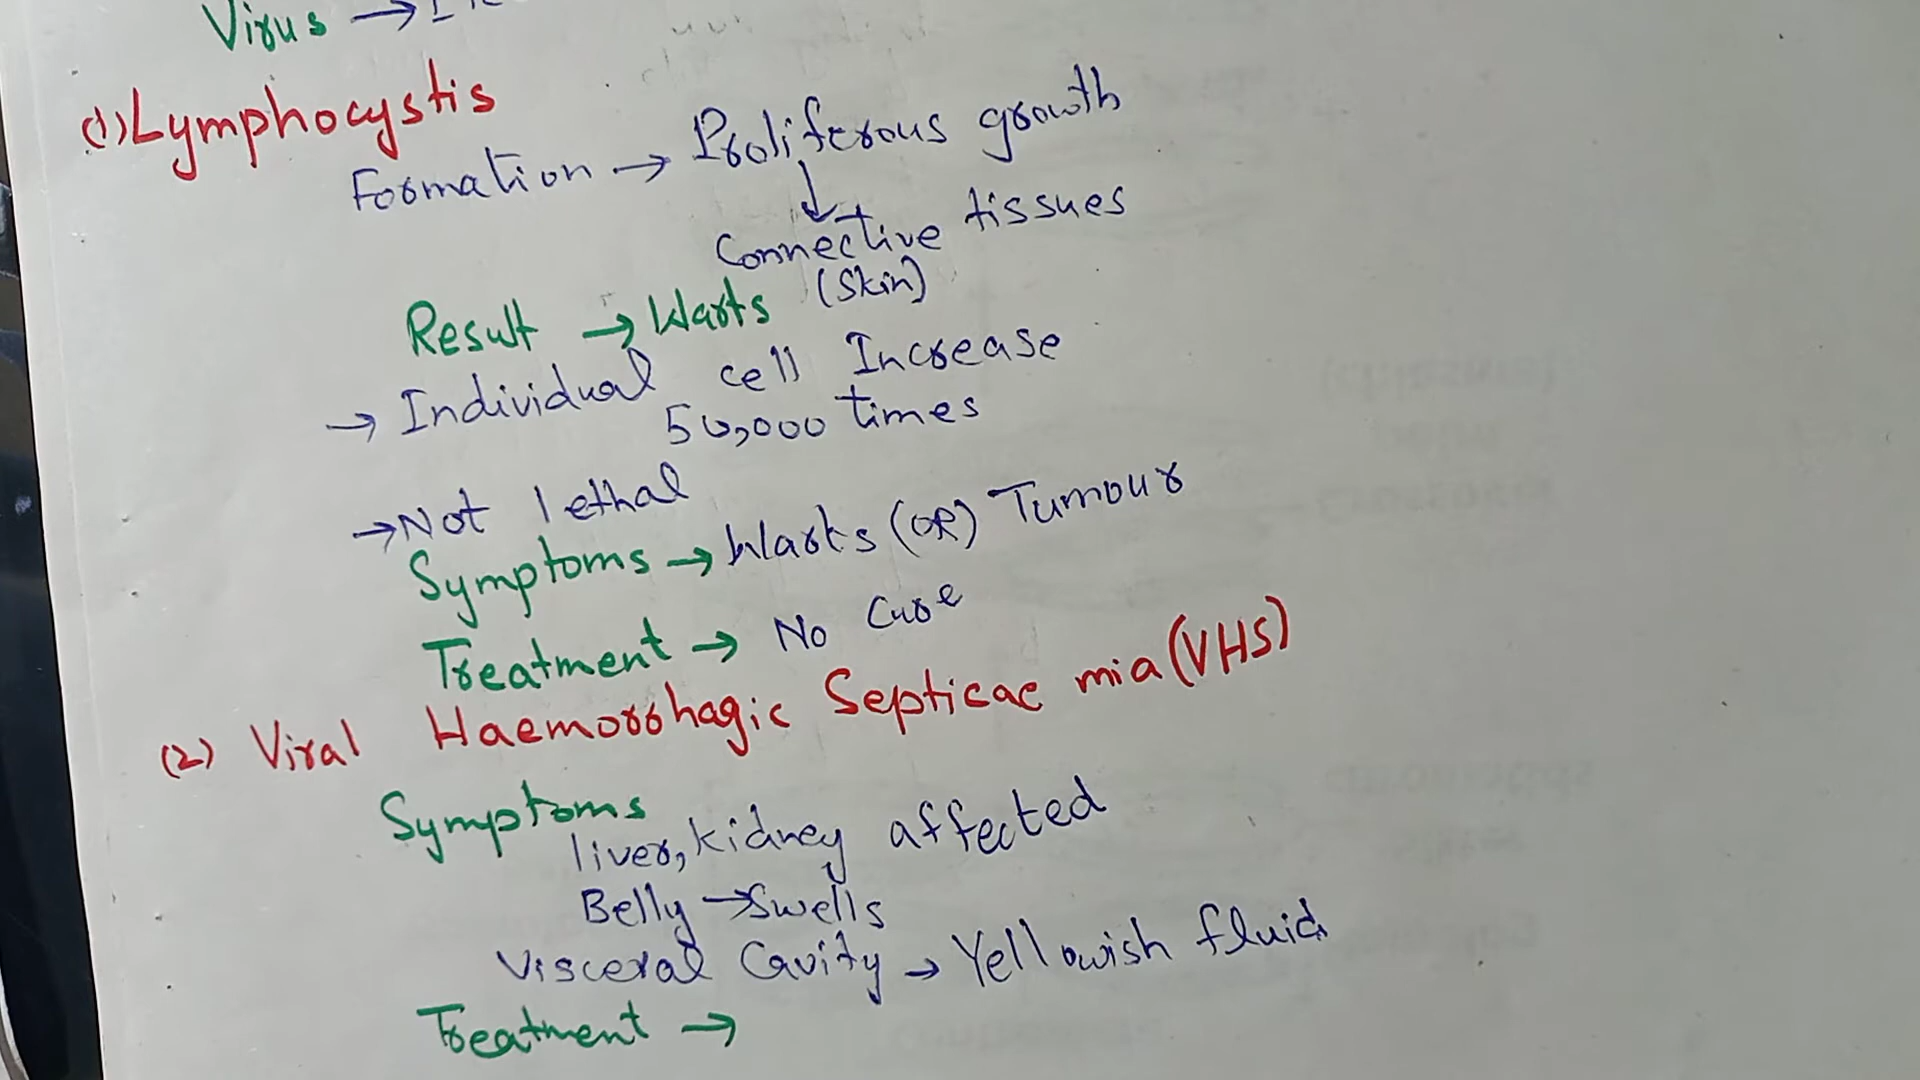 Virus →
(1) Lymphocystis
Formation → Proliferous growth
↓
Connective tissues
(Skin)
Result → Warts
→ Individual cell Increase
50,000 times
→ Not lethal
Symptoms → Warts (OR) Tumour
Treatment → No Cure
(2) Viral Haemorrhagic Septicae mia (VHS)
Symptoms
liver, kidney affected
Belly → Swells
Visceral Cavity → Yellowish fluid
Treatment →